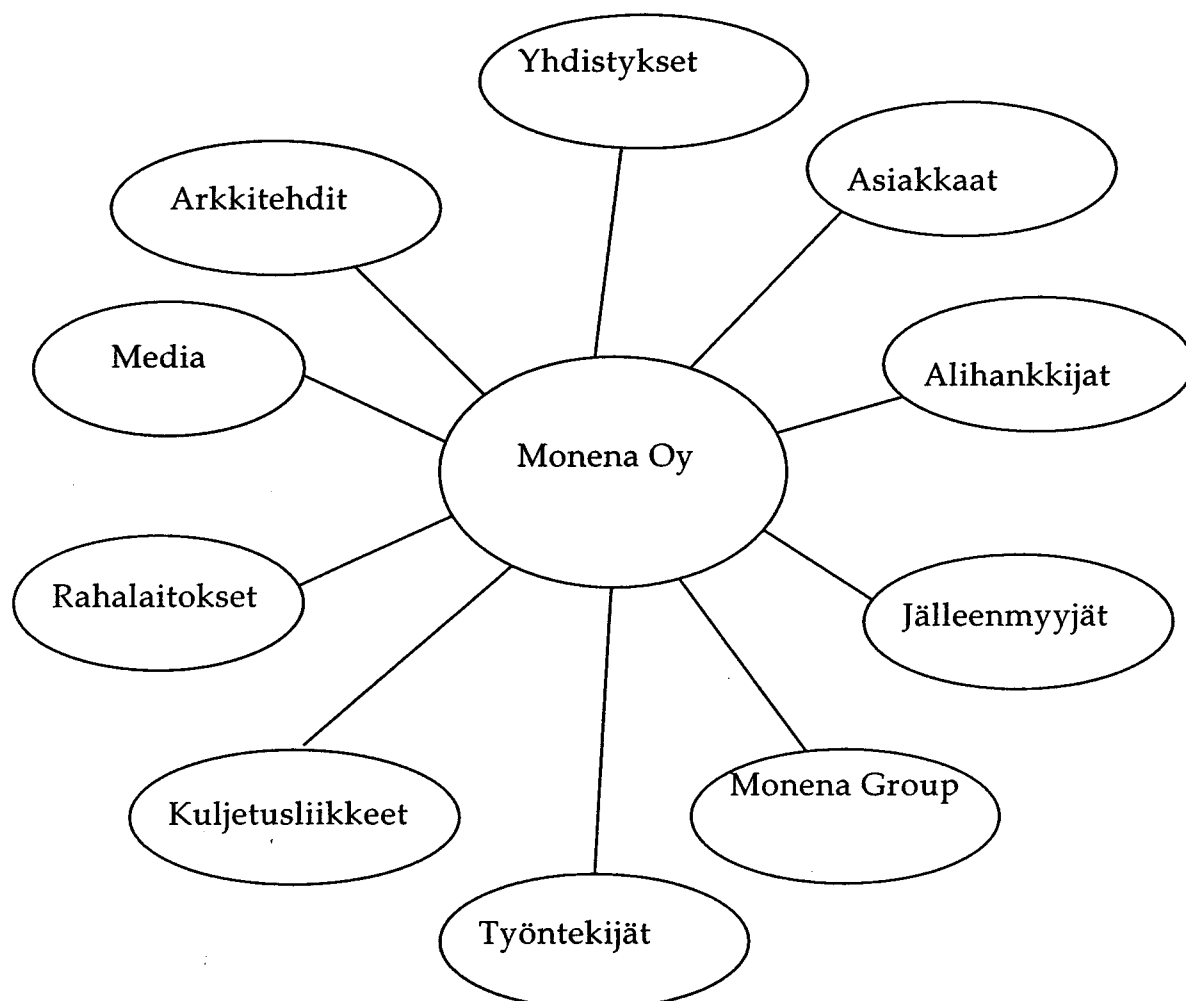 Yhdistykset
Asiakkaat
Arkkitehdit
Media
Alihankkijat
Monena Oy
Rahalaitokset
Jälleenmyyjät
Monena Group
Kuljetusliikkeet
Työntekijät